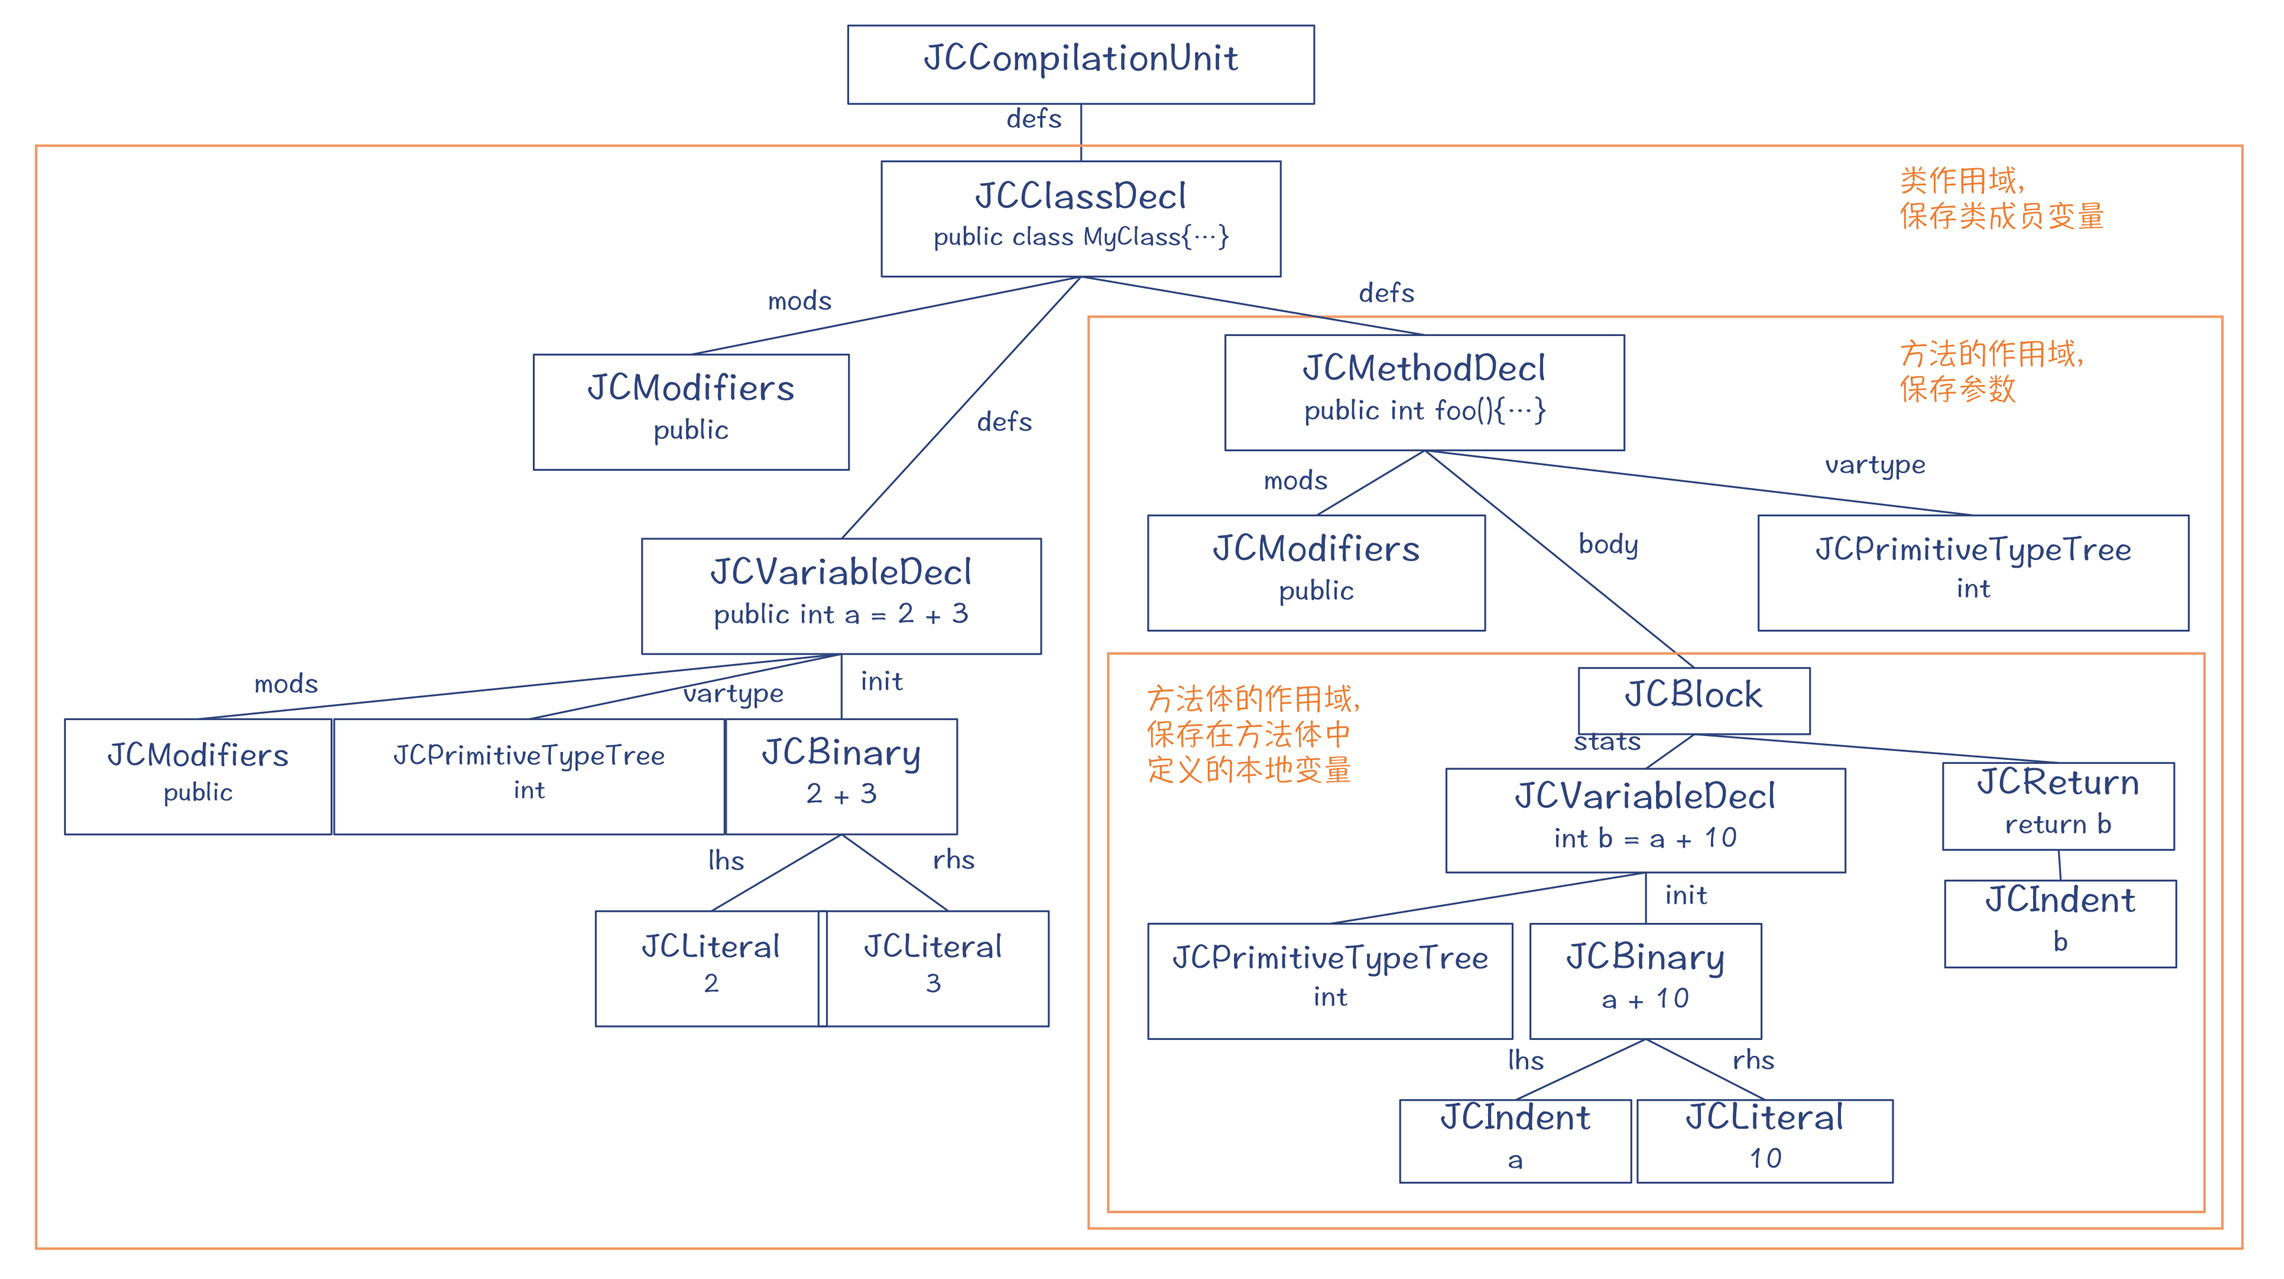 JCCompilationUnit
defs
JCClassDecl
public class MyClass{…}
类作用域,
保存类成员变量
mods
defs
JCModifiers
public
defs
JCMethodDecl
public int foo(){…}
方法的作用域,
保存参数
mods
vartype
body
JCModifiers
public
JCPrimitiveTypeTree
int
JCVariableDecl
public int a = 2 + 3
mods
vartype
init
JCModifiers
public
JCPrimitiveTypeTree
int
JCBinary
2 + 3
lhs
rhs
JCLiteral
2
JCLiteral
3
方法体的作用域,
保存在方法体中
定义的本地变量
JCBlock
stats
JCVariableDecl
int b = a + 10
JCReturn
return b
JCIndent
b
init
JCPrimitiveTypeTree
int
JCBinary
a + 10
lhs
rhs
JCIndent
a
JCLiteral
10